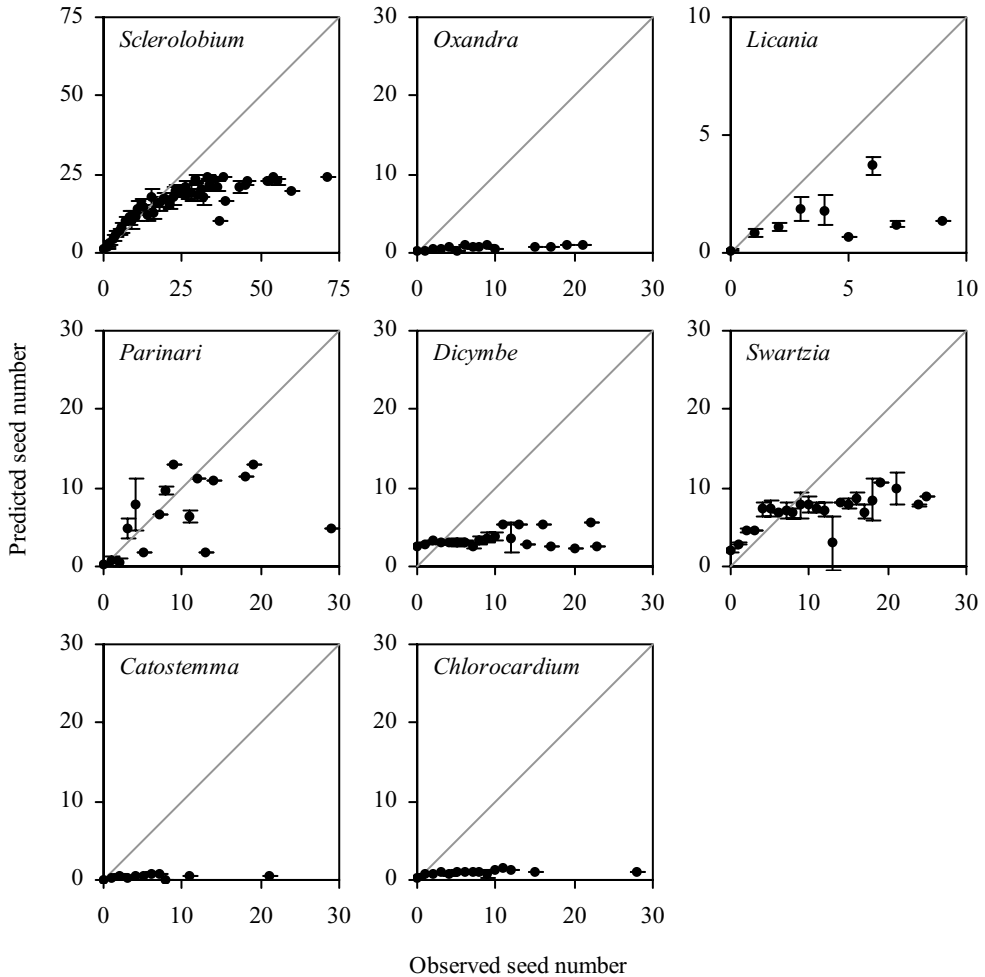 75 30 10
Sclerolobium Oxandra Licania
50 20
5
25 10
0 0 0
0 25 50 75 0 10 20 30 0 5 10
30 30 30
Parinari Dicymbe Swartzia
20 20 20
Predicted seed number
10 10 10
0 0 0
0 10 20 30 0 10 20 30 0 10 20 30
30 30
Catostemma Chlorocardium
20 20
10 10
0 0
0 10 20 30 0 10 20 30
Observed seed number